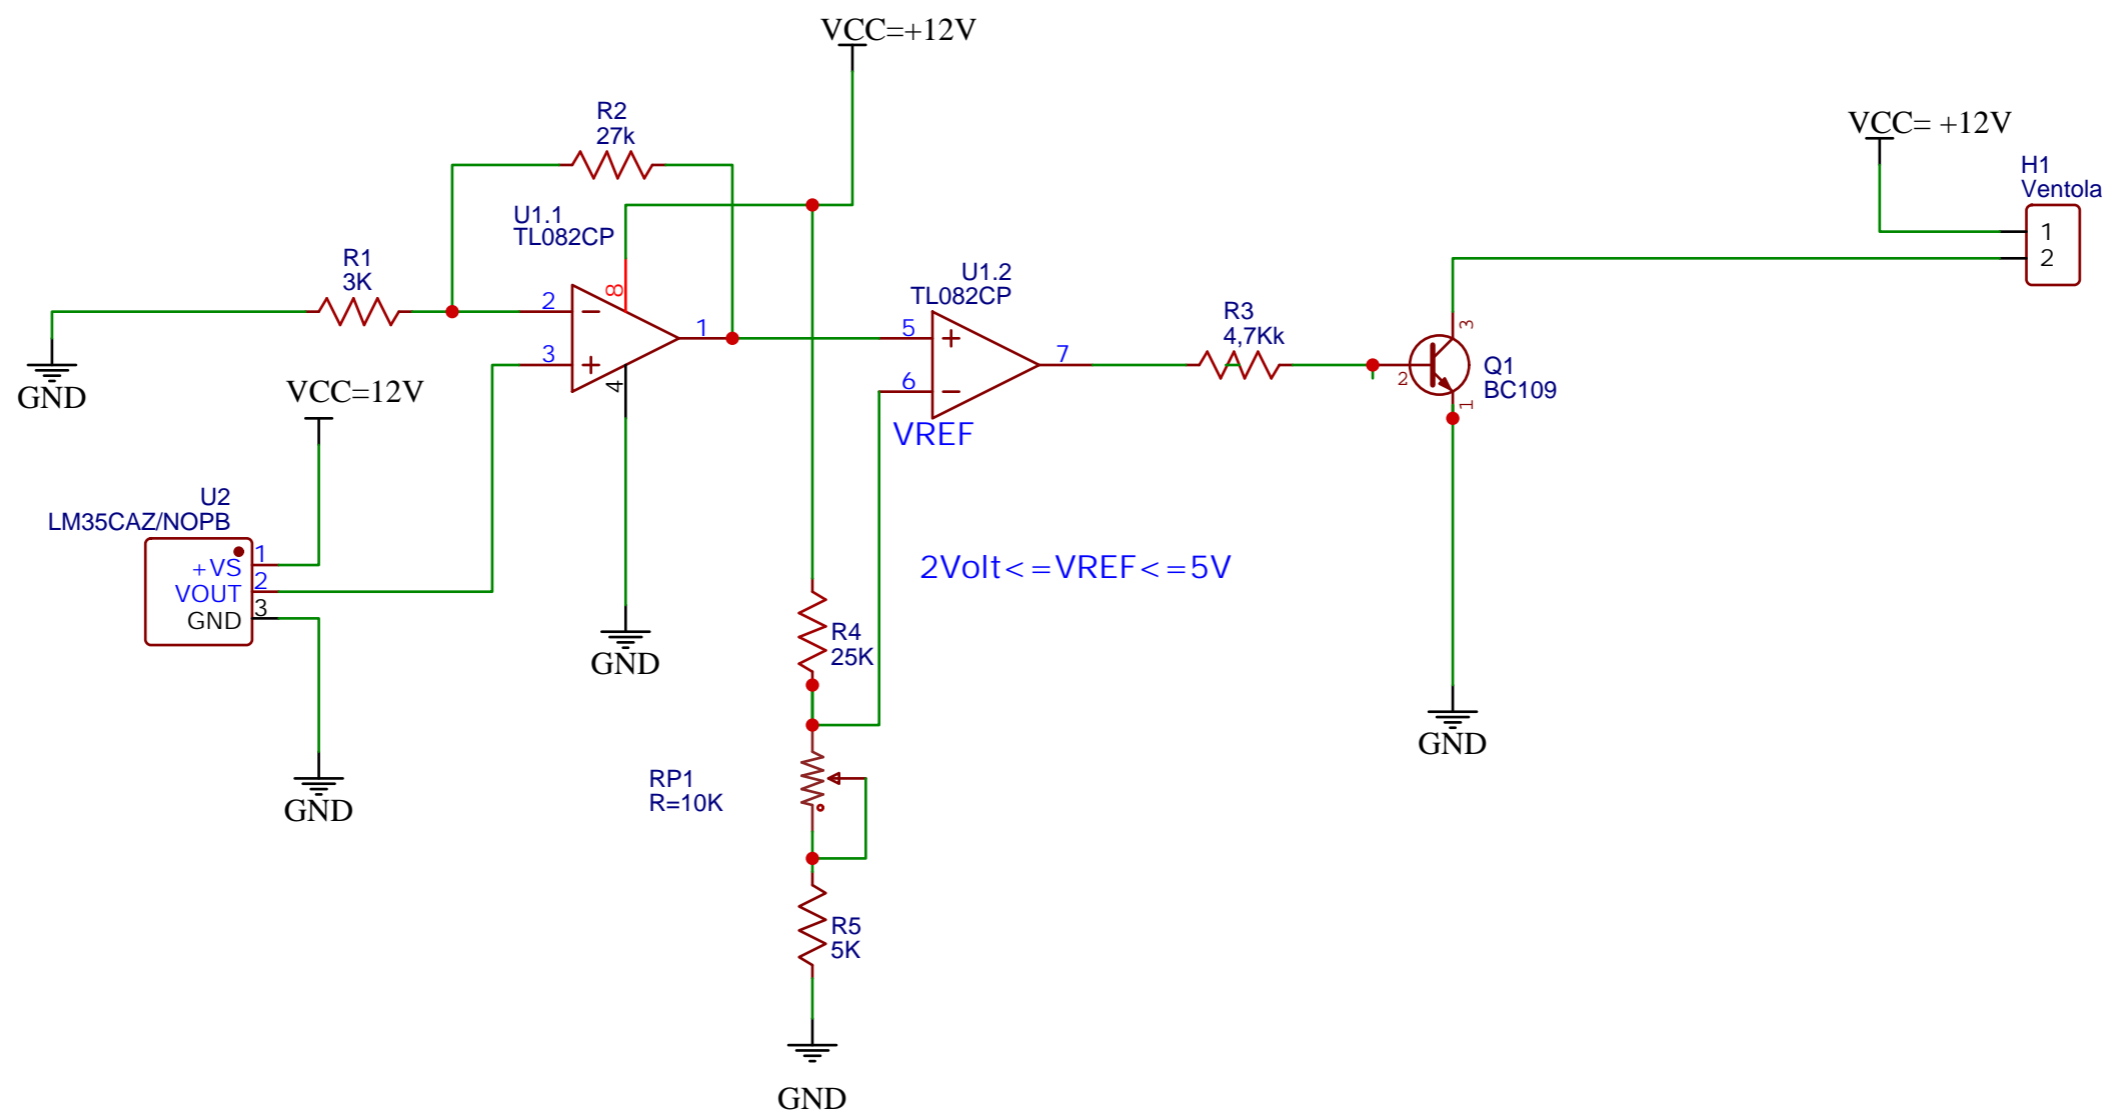 VCC=+12V
R2
27k
VCC= +12V
H1
Ventola
1
2
U1.1
TL082CP
R1
3K
2
3
8
4
1
U1.2
TL082CP
5
6
7
VREF
R3
4,7Kk
3
2
1
Q1
BC109
GND
VCC=12V
U2
LM35CAZ/NOPB
+VS
1
VOUT
2
GND
3
2Volt<=VREF<=5V
GND
R4
25K
GND
RP1
R=10K
GND
R5
5K
GND